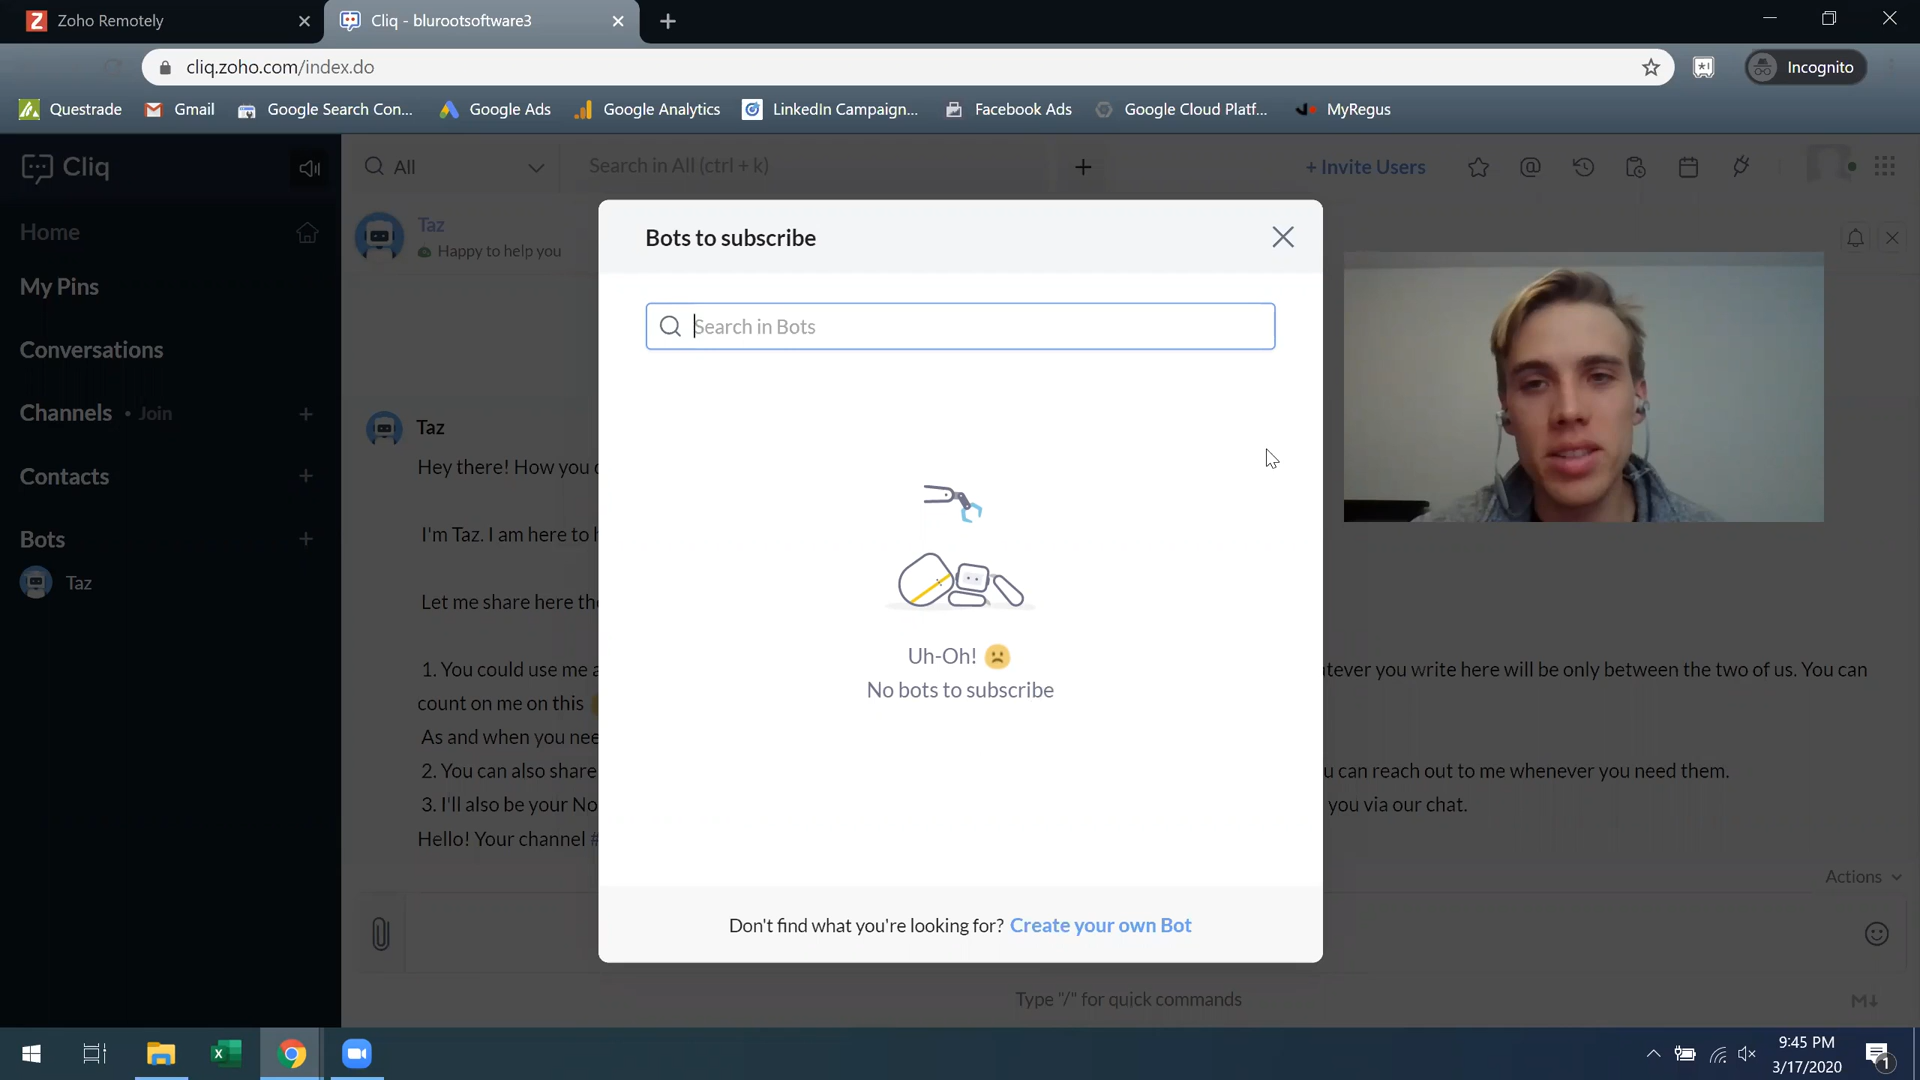 Zoho Remotely
Cliq - blurootsoftware3
cliq.zoho.com/index.do
Incognito
Questrade
Gmail
Google Search Con...
Google Ads
Google Analytics
LinkedIn Campaign...
Facebook Ads
Google Cloud Platf...
MyRegus
Cliq
All
Search in All (ctrl + k)
+ Invite Users
Home
My Pins
Conversations
Channels • Join
Contacts
Bots
Taz
Taz
Happy to help you
Taz
Hey there! How you
I'm Taz. I am here to
Let me share here
1. You could use me
whatever you write here will be only between the two of us. You can
count on me on this
As and when you
2. You can also share
can reach out to me whenever you need them.
3. I'll also be your
you via our chat.
Hello! Your channel #
Actions
Type "/" for quick commands
M↓
Bots to subscribe
Search in Bots
Uh-Oh!
No bots to subscribe
Don't find what you're looking for? Create your own Bot
9:45 PM
3/17/2020
1